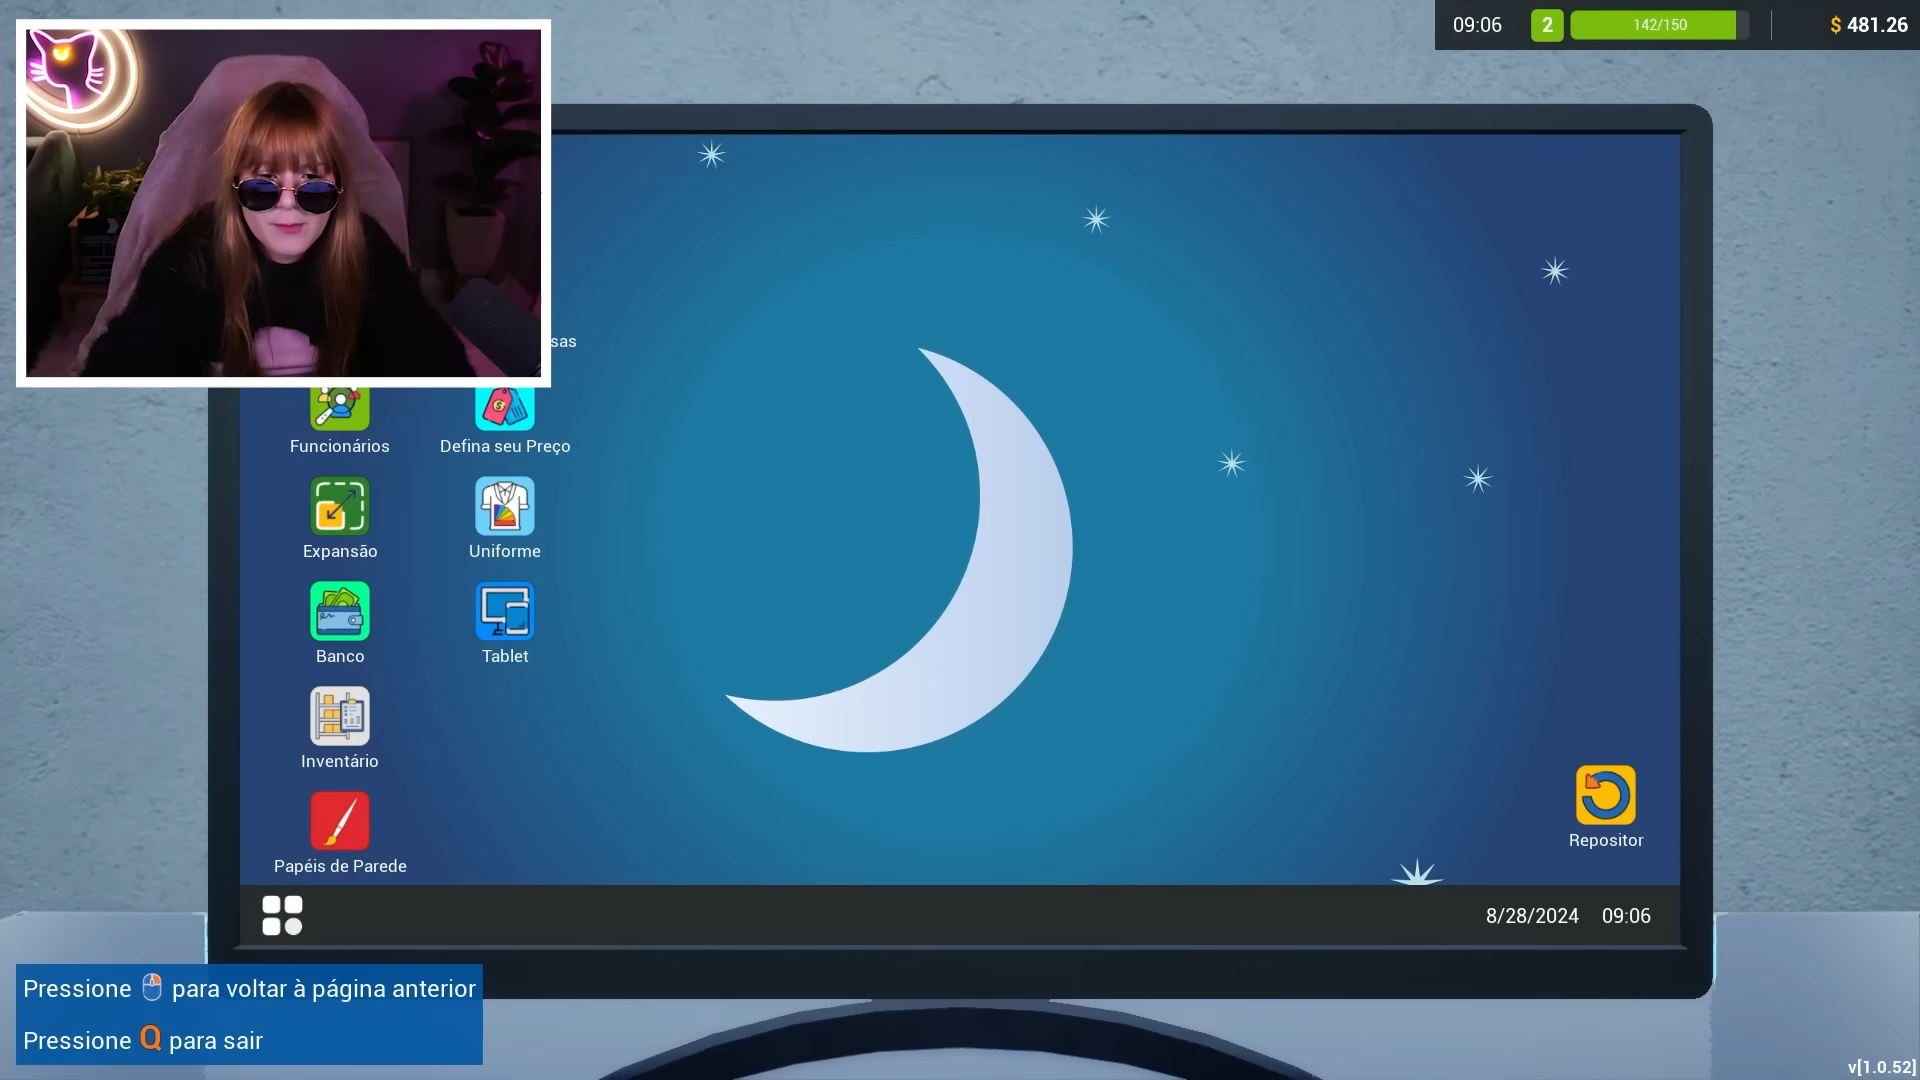 09:06 2 142/150 $ 481.26
sas
Funcionários Defina seu Preço
Expansão Uniforme
Banco Tablet
Inventário
Papéis de Parede
Repositor
8/28/2024 09:06
Pressione para voltar à página anterior
Pressione Q para sair
v[1.0.52]